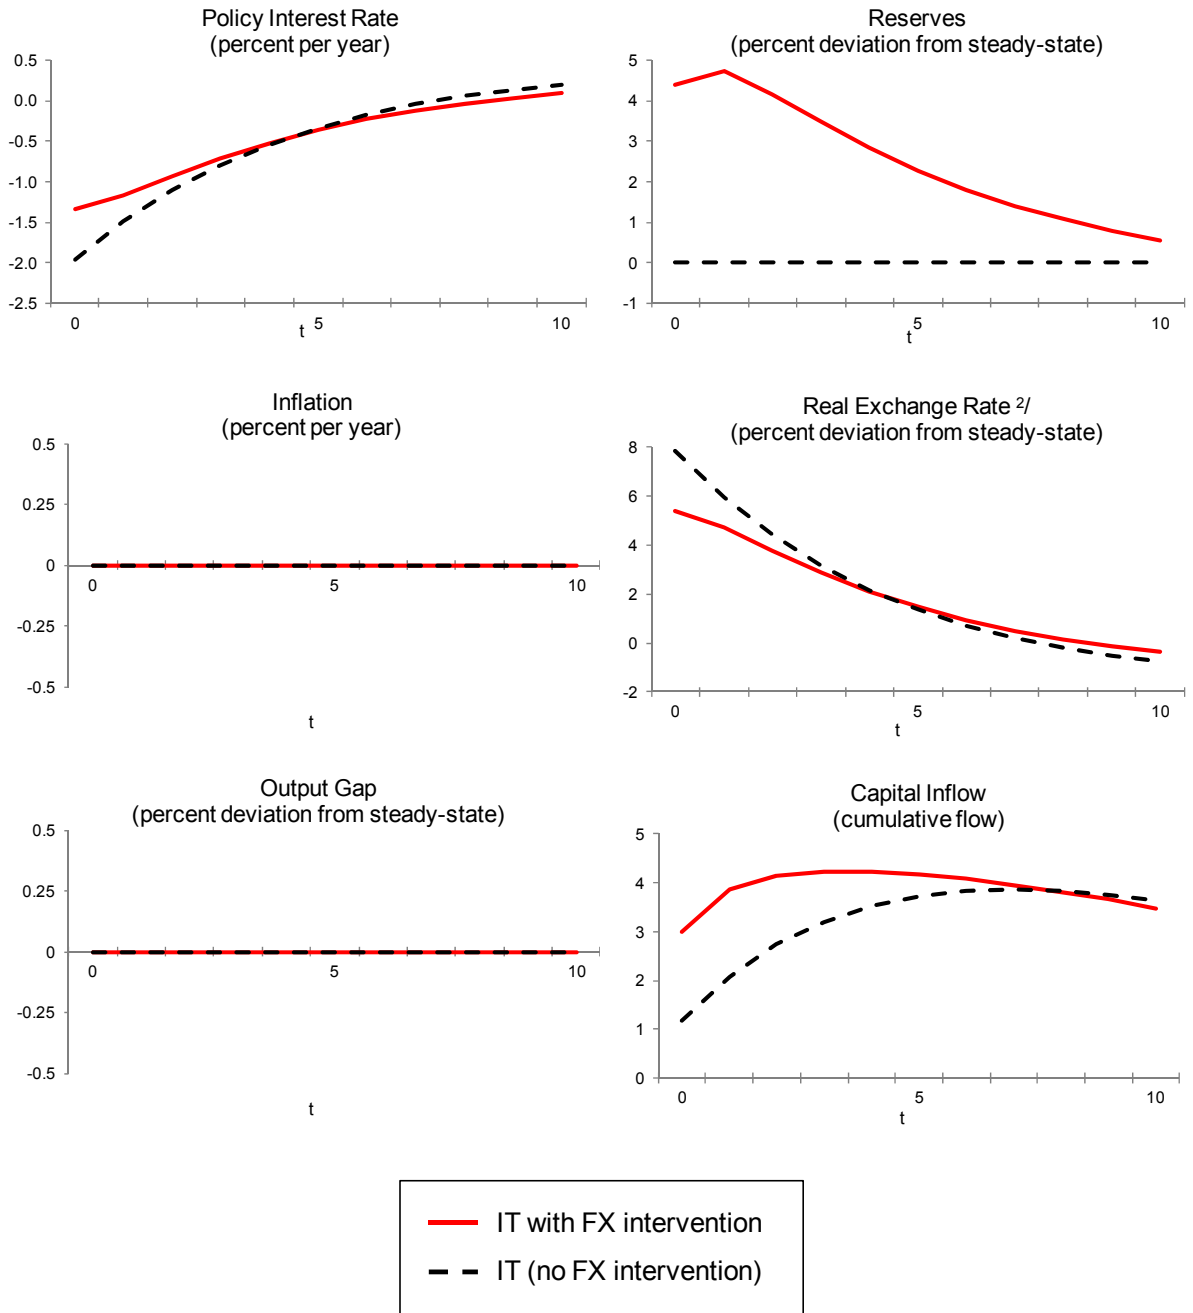 Policy Interest Rate
(percent per year)
0.5
0.0
-0.5
-1.0
-1.5
-2.0
-2.5
0
5
10
t
Reserves
(percent deviation from steady-state)
5
4
3
2
1
0
-1
0
5
10
t
Inflation
(percent per year)
0.5
0.25
0
-0.25
-0.5
0
5
10
t
Real Exchange Rate 2/
(percent deviation from steady-state)
8
6
4
2
0
-2
0
5
10
t
Output Gap
(percent deviation from steady-state)
0.5
0.25
0
-0.25
-0.5
0
5
10
t
Capital Inflow
(cumulative flow)
5
4
3
2
1
0
0
5
10
t
IT with FX intervention
IT (no FX intervention)